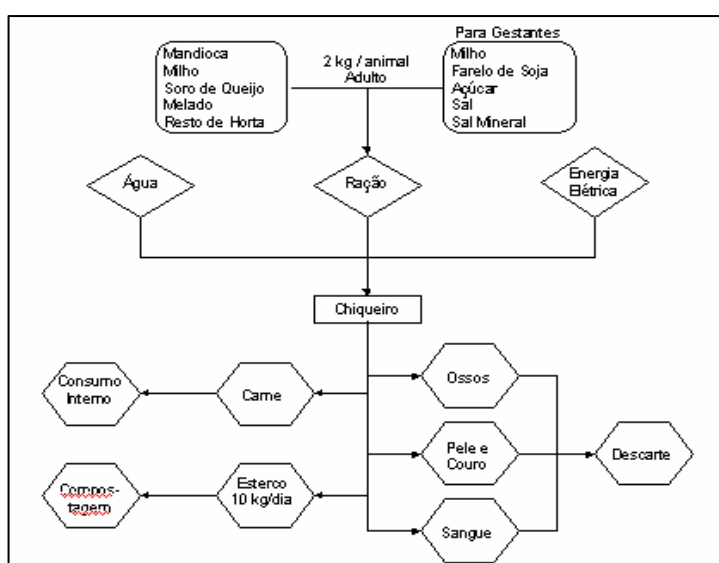 Para Gestantes
Mandioca
Milho
Soro de Queijo
Melado
Resto de Horta
2 kg / animal
Adulto
Milho
Farelo de Soja
Açúcar
Sal
Sal Mineral
Água
Ração
Energia
Elétrica
Chiqueiro
Consumo
Interno
Carne
Ossos
Pele e
Couro
Descarte
Compos-
tagem
Esterco
10 kg/dia
Sangue